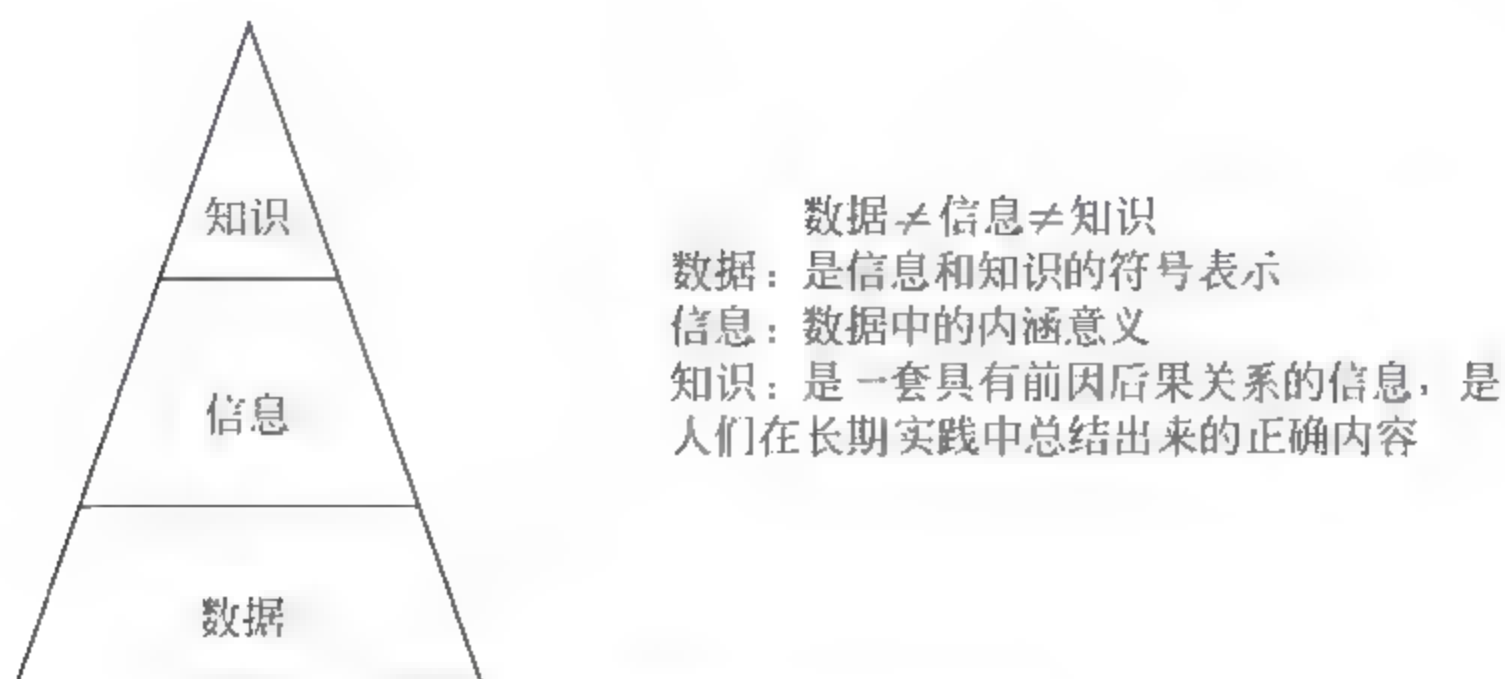 知识
信息
数据
数据≠信息≠知识
数据：是信息和知识的符号表示
信息：数据中的内涵意义
知识：是一套具有前因后果关系的信息，是
人们在长期实践中总结出来的正确内容